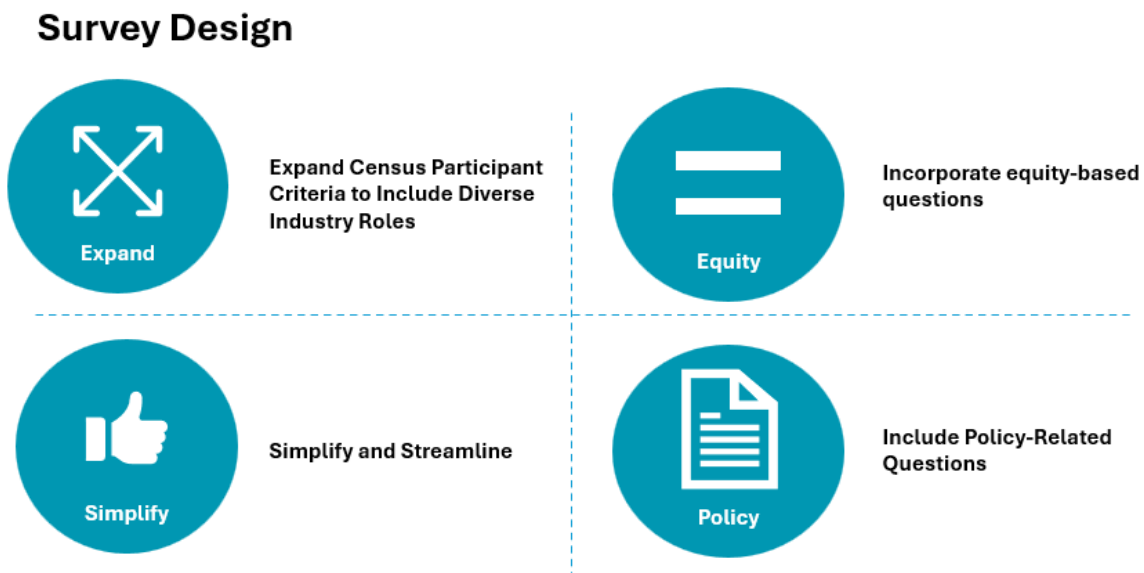 Survey Design
Expand
Expand Census Participant
Criteria to Include Diverse
Industry Roles
Equity
Incorporate equity-based
questions
Simplify
Simplify and Streamline
Policy
Include Policy-Related
Questions